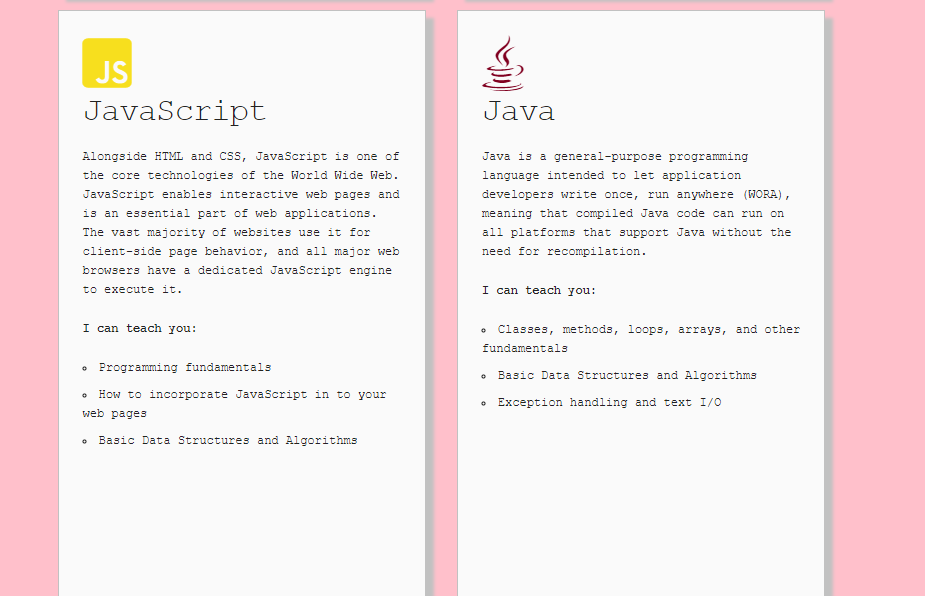 JS
JavaScript
Alongside HTML and CSS, JavaScript is one of
the core technologies of the World Wide Web.
JavaScript enables interactive web pages and
is an essential part of web applications.
The vast majority of websites use it for
client-side page behavior, and all major web
browsers have a dedicated JavaScript engine
to execute it.
I can teach you:
Programming fundamentals
How to incorporate JavaScript in to your
web pages
Basic Data Structures and Algorithms
Java
Java is a general-purpose programming
language intended to let application
developers write once, run anywhere (WORA),
meaning that compiled Java code can run on
all platforms that support Java without the
need for recompilation.
I can teach you:
Classes, methods, loops, arrays, and other
fundamentals
Basic Data Structures and Algorithms
Exception handling and text I/O